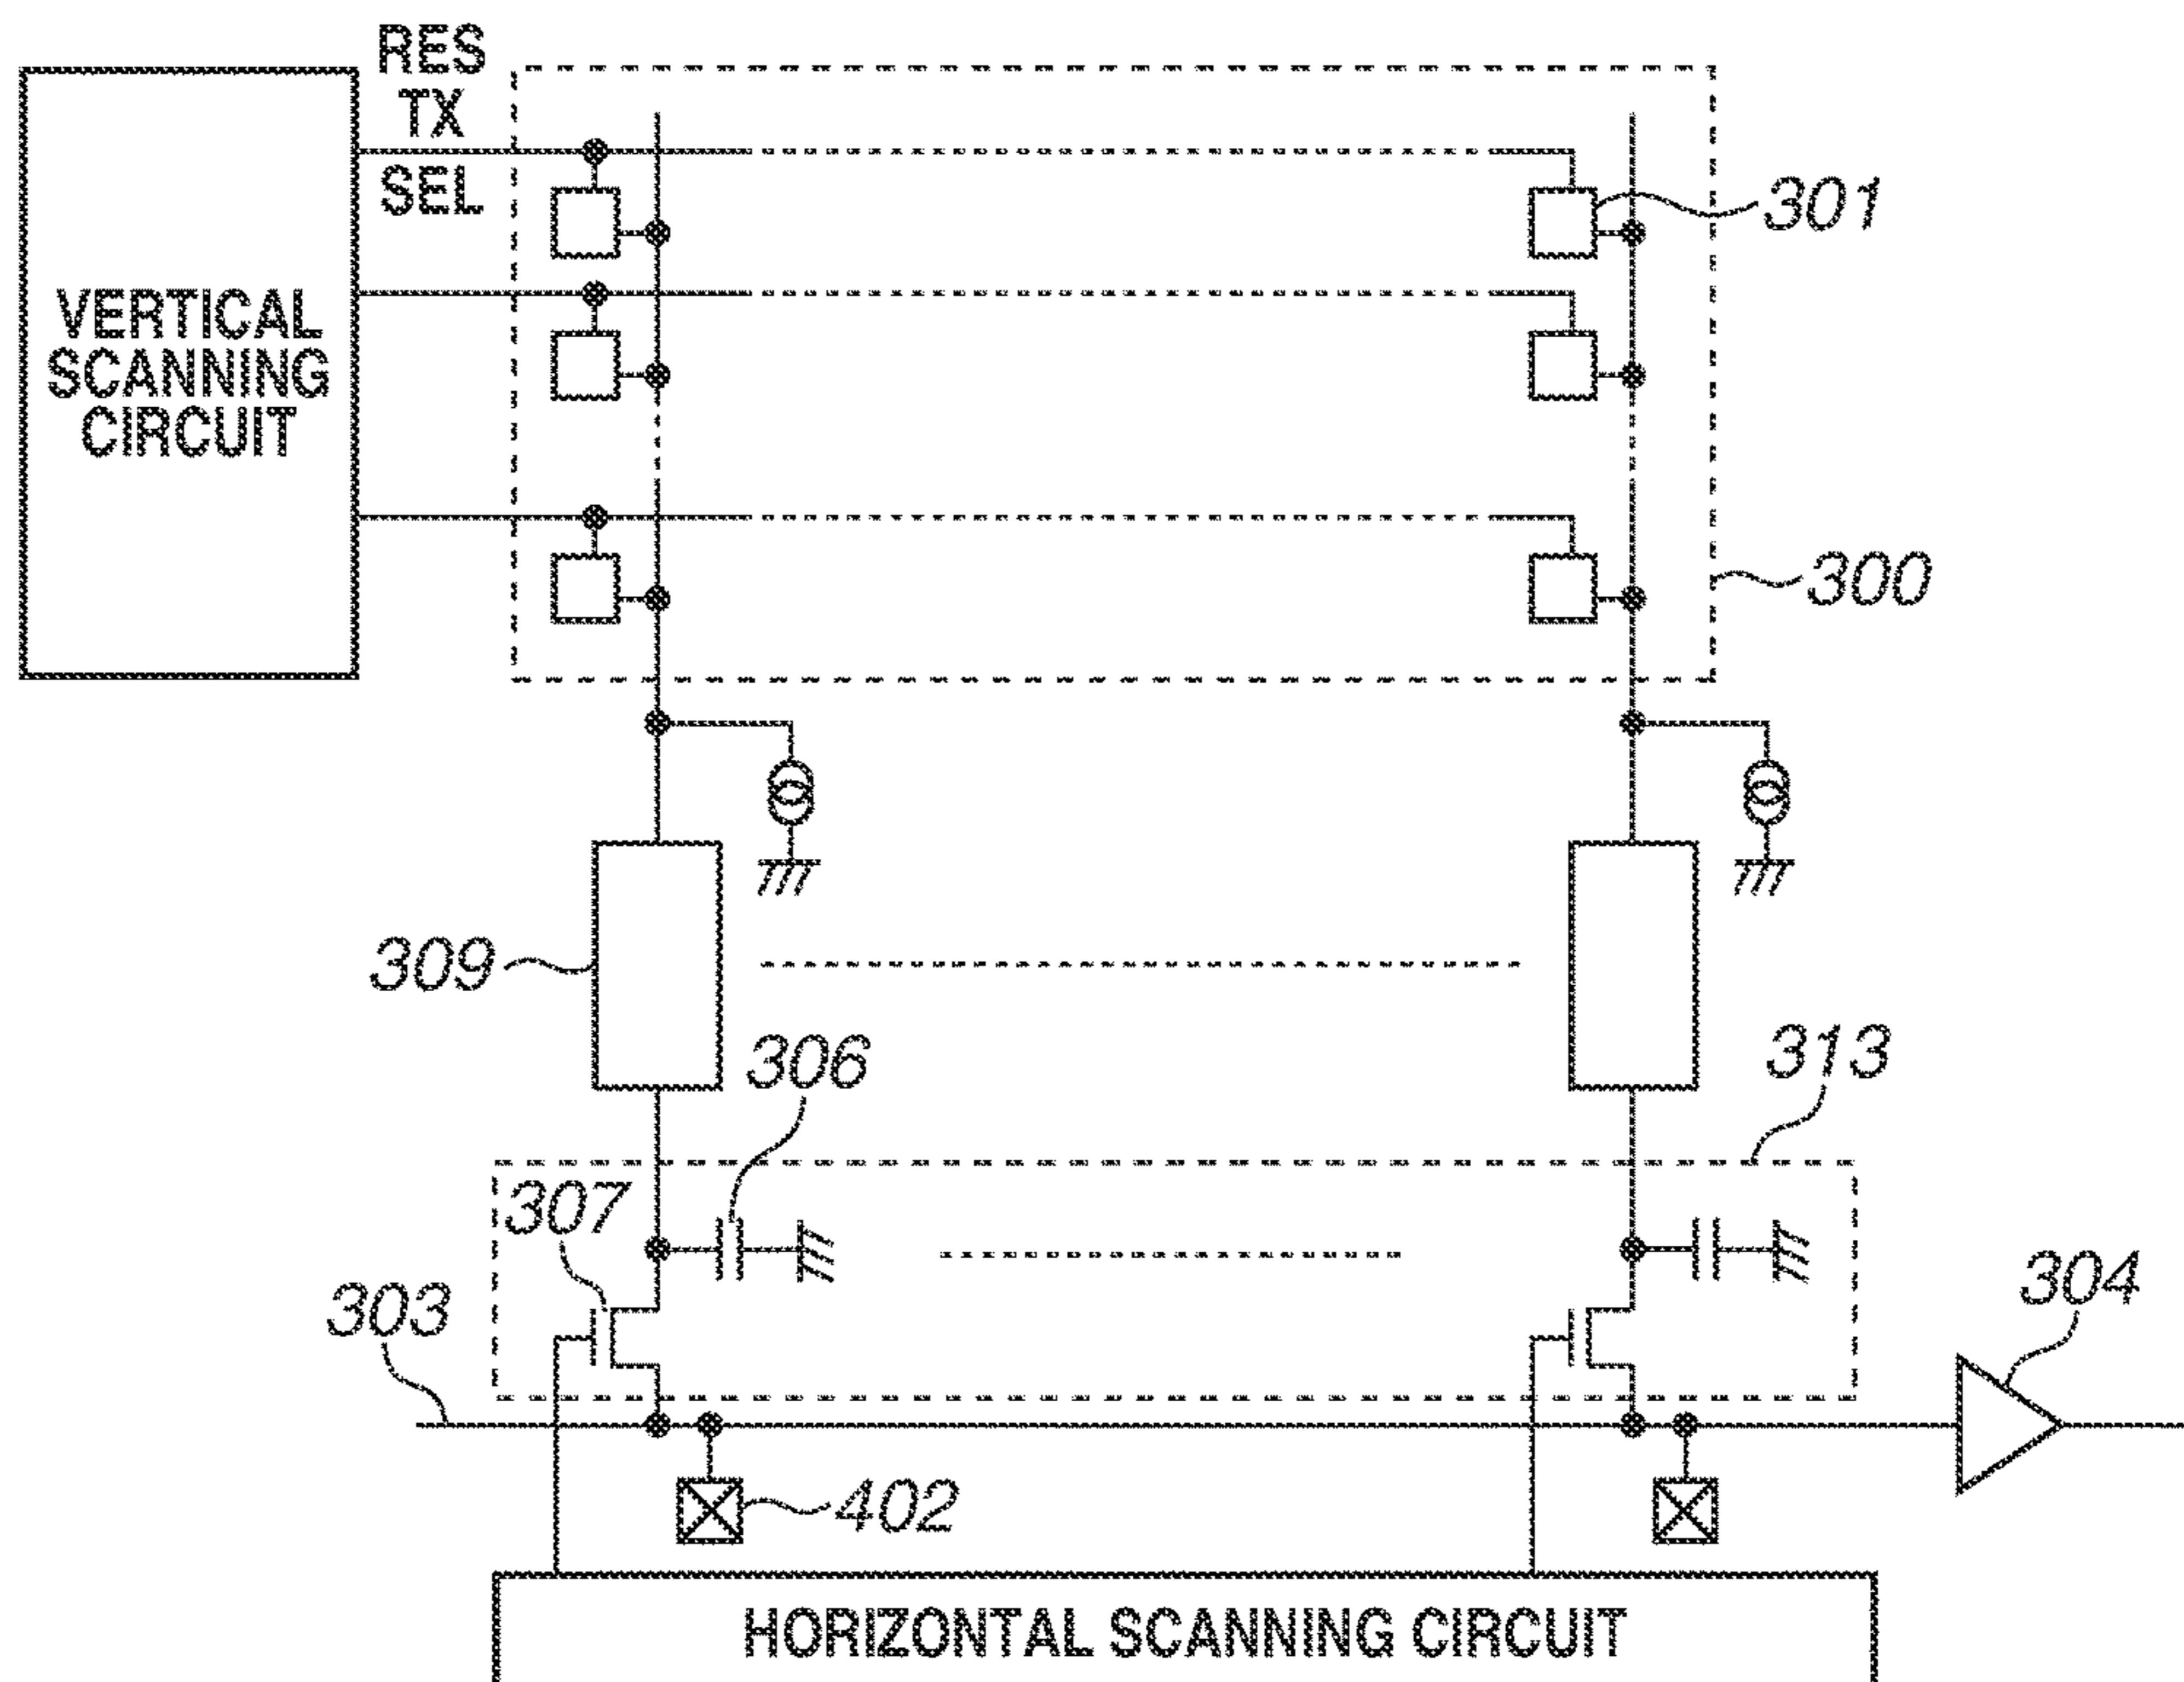 RES
TX
SEL
VERTICAL
SCANNING
CIRCUIT
301
300
309
306
313
307
303
304
402
HORIZONTAL SCANNING CIRCUIT